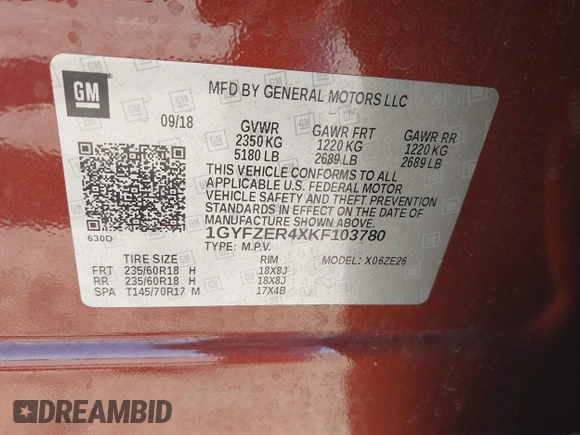 GM
MFD BY GENERAL MOTORS LLC
09/18
GVWR GAWR FRT GAWR RR
2350 KG 1220 KG 1220 KG
5180 LB 2689 LB 2689 LB
THIS VEHICLE CONFORMS TO ALL
APPLICABLE U.S. FEDERAL MOTOR
VEHICLE SAFETY AND THEFT PREVENTION
STANDARDS IN EFFECT ON THE DATE OF
MANUFACTURE SHOWN ABOVE.
1GYFZER4XKF103780
TYPE: M.P.V. MODEL: X06ZE26
630D
TIRE SIZE RIM
FRT 235/60R18 H 18X8J
RR 235/60R18 H 18X8J
SPA T145/70R17 M 17X4B
DREAMBID